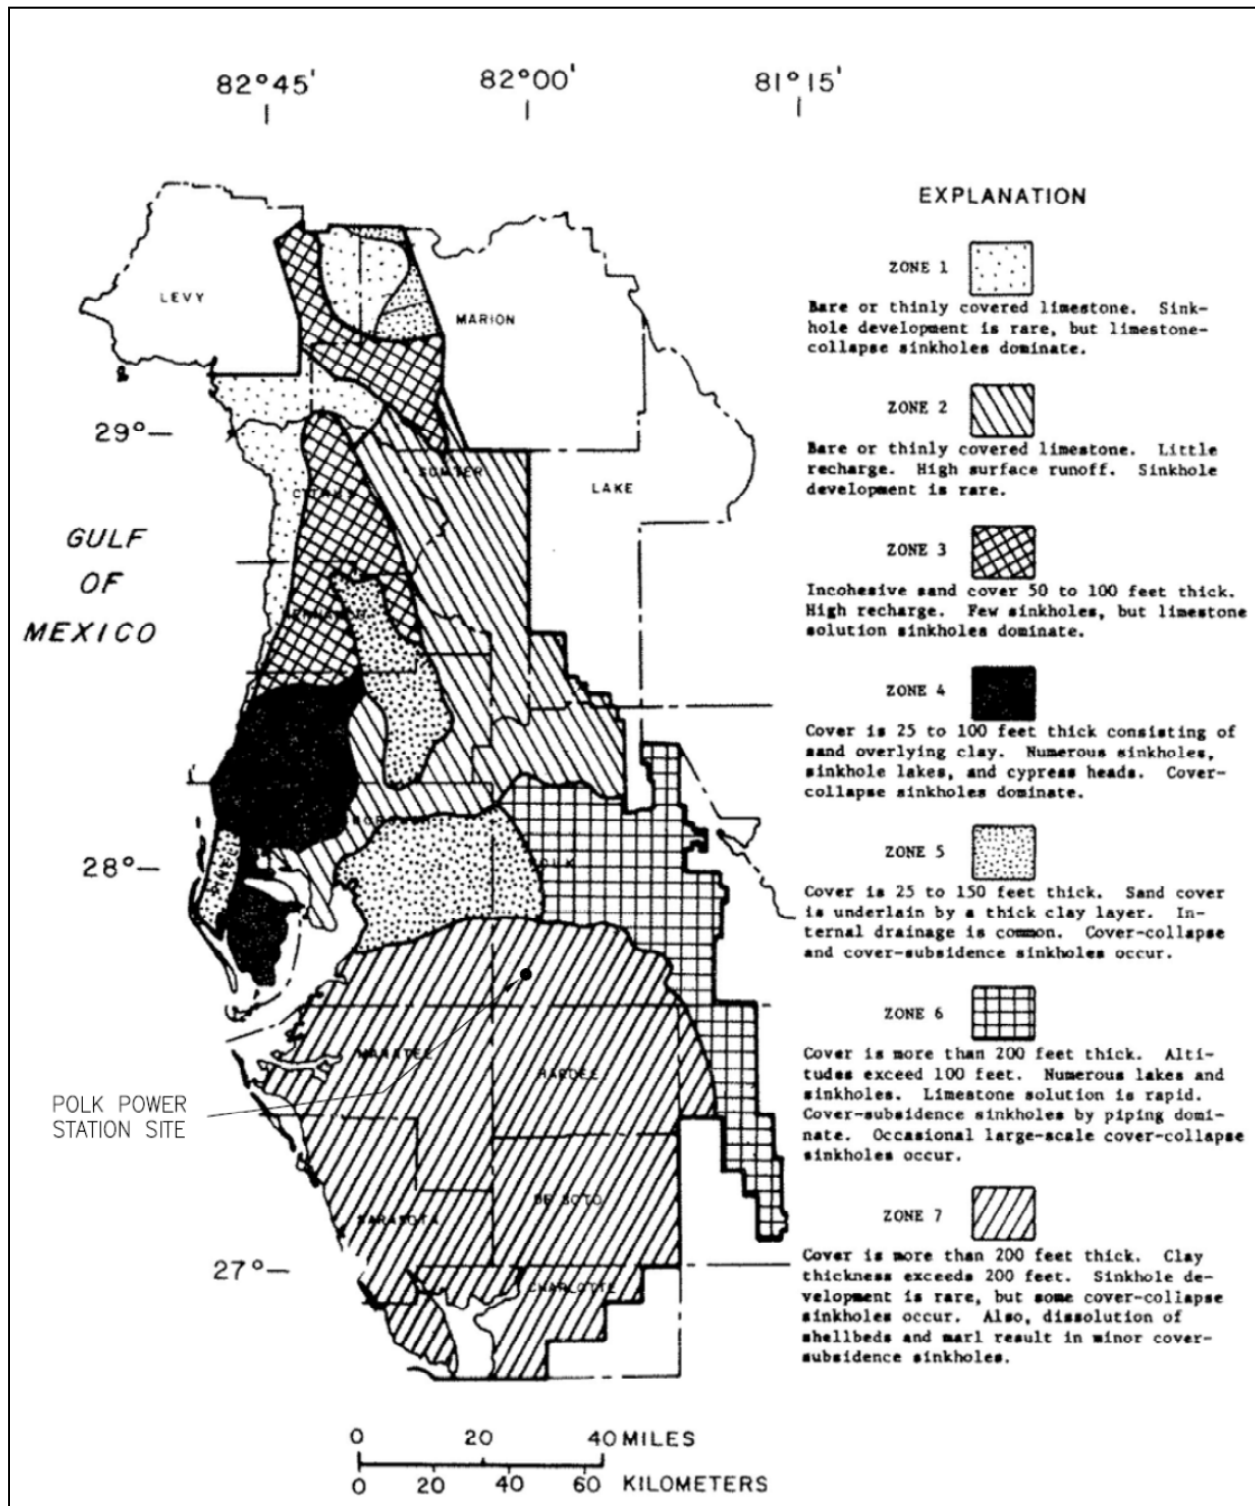 82°45' 82°00' 81°15'
EXPLANATION
ZONE 1
Bare or thinly covered limestone. Sink-
hole development is rare, but limestone-
collapse sinkholes dominate.
ZONE 2
Bare or thinly covered limestone. Little
recharge. High surface runoff. Sinkhole
development is rare.
ZONE 3
Incohesive sand cover 50 to 100 feet thick.
High recharge. Few sinkholes, but limestone
solution sinkholes dominate.
ZONE 4
Cover is 25 to 100 feet thick consisting of
sand overlying clay. Numerous sinkholes,
sinkhole lakes, and cypress heads. Cover-
collapse sinkholes dominate.
ZONE 5
Cover is 25 to 150 feet thick. Sand cover
is underlain by a thick clay layer. In-
ternal drainage is common. Cover-collapse
and cover-subsidence sinkholes occur.
ZONE 6
Cover is more than 200 feet thick. Alti-
tudes exceed 100 feet. Numerous lakes and
sinkholes. Limestone solution is rapid.
Cover-subsidence sinkholes by piping domi-
nate. Occasional large-scale cover-collapse
sinkholes occur.
ZONE 7
Cover is more than 200 feet thick. Clay
thickness exceeds 200 feet. Sinkhole de-
velopment is rare, but some cover-collapse
sinkholes occur. Also, dissolution of
shellbeds and marl result in minor cover-
subsidence sinkholes.
LEVY
MARION
29°
SUMTER
LAKE
CITRUS
GULF
OF
MEXICO
28°
POLK
MANATEE
HARDEE
POLK POWER
STATION SITE
DE SOTO
SARASOTA
27°
CHARLOTTE
0 20 40 MILES
0 20 40 60 KILOMETERS